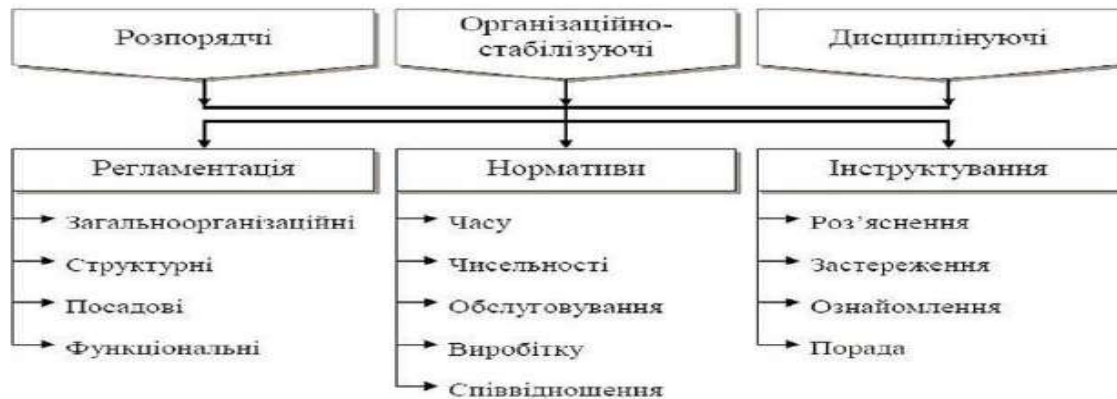 Розпорядчі
Організаційно-
стабілізуючі
Дисциплінуючі
Регламентація
Загальноорганізаційні
Структурні
Посадові
Функціональні
Нормативи
Часу
Чисельності
Обслуговування
Виробітку
Співвідношення
Інструктування
Роз’яснення
Застереження
Ознайомлення
Порада